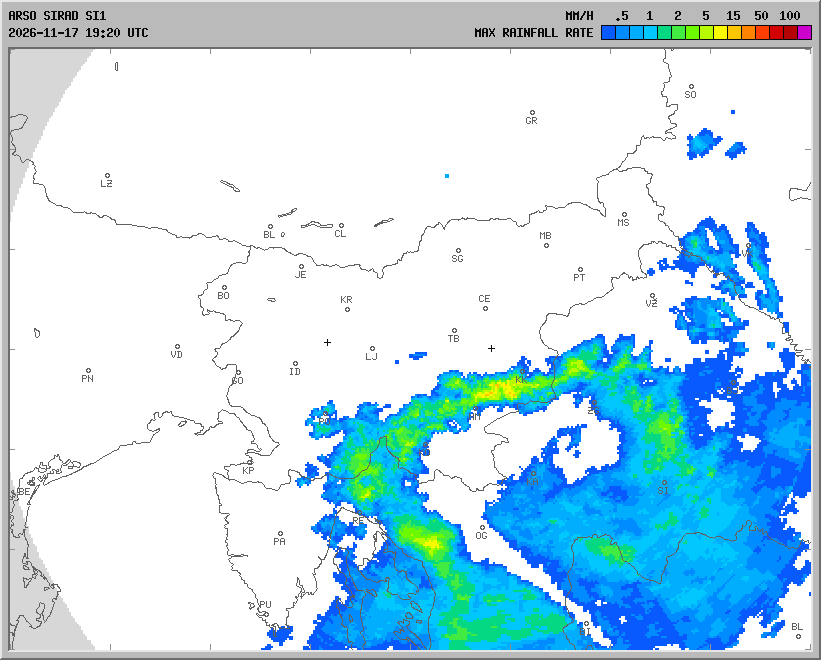 ARSO SIRAD SI1
MM/H .5 1 2 5 15 50 100
2026-11-17 19:20 UTC
MAX RAINFALL RATE
SO
GR
LZ
MS
BL
CL
MB
SG
JE
PT
BO
KR
CE
VZ
TB
VD
LJ
ID
PN
GO
KK
KP
BE
SI
RE
OG
PA
PU
BL